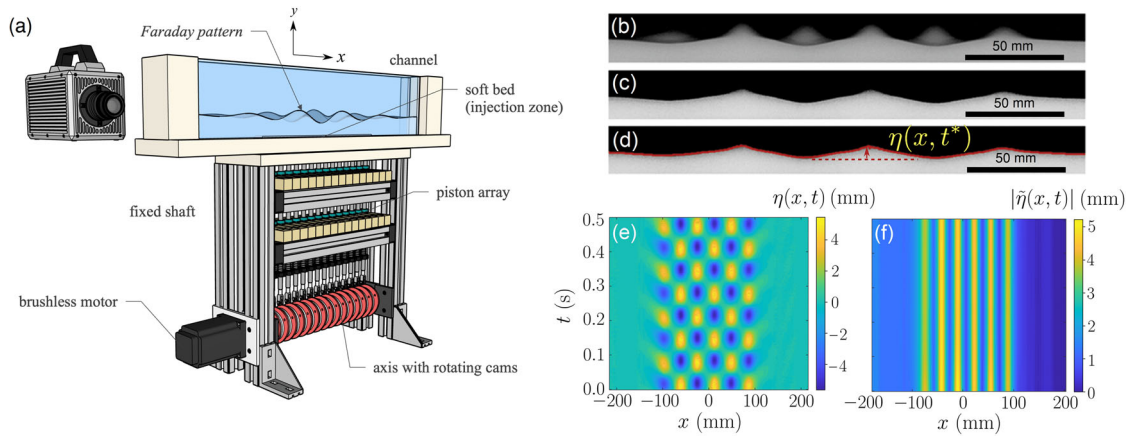 (a)
Faraday pattern
y
x
channel
soft bed
(injection zone)
piston array
fixed shaft
brushless motor
axis with rotating cams
(b)
50 mm
(c)
50 mm
(d)
η(x, t*)
50 mm
η(x, t) (mm)
(e)
0.5
0.4
0.3
0.2
0.1
0.0
t (s)
−200 −100 0 100 200
x (mm)
4
2
0
−2
−4
|η̃(x, t)| (mm)
(f)
−200 −100 0 100 200
x (mm)
5
4
3
2
1
0